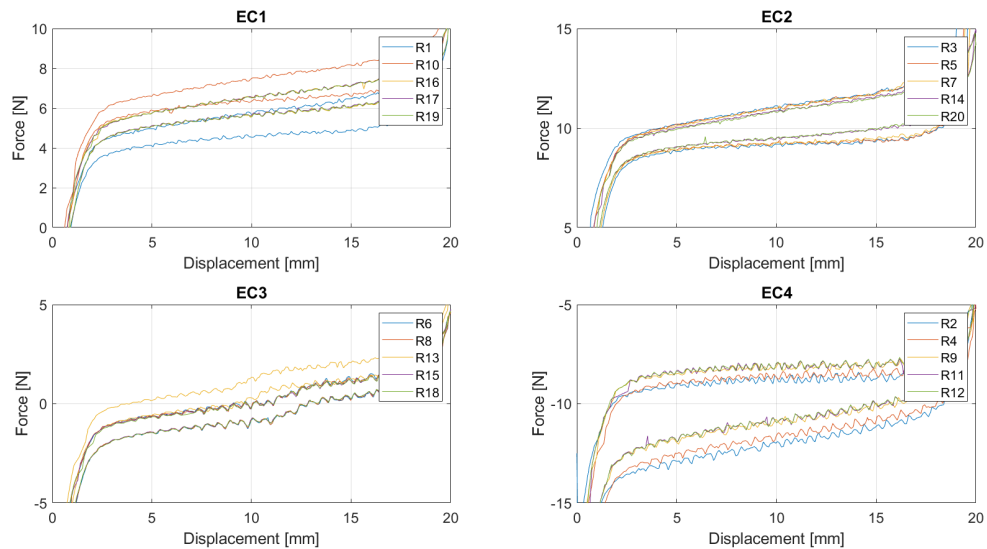 EC1
10
8
6
4
2
0
Force [N]
0 5 10 15 20
Displacement [mm]
R1
R10
R16
R17
R19
EC2
15
10
5
Force [N]
0 5 10 15 20
Displacement [mm]
R3
R5
R7
R14
R20
EC3
5
0
-5
Force [N]
0 5 10 15 20
Displacement [mm]
R6
R8
R13
R15
R18
EC4
-5
-10
-15
Force [N]
0 5 10 15 20
Displacement [mm]
R2
R4
R9
R11
R12